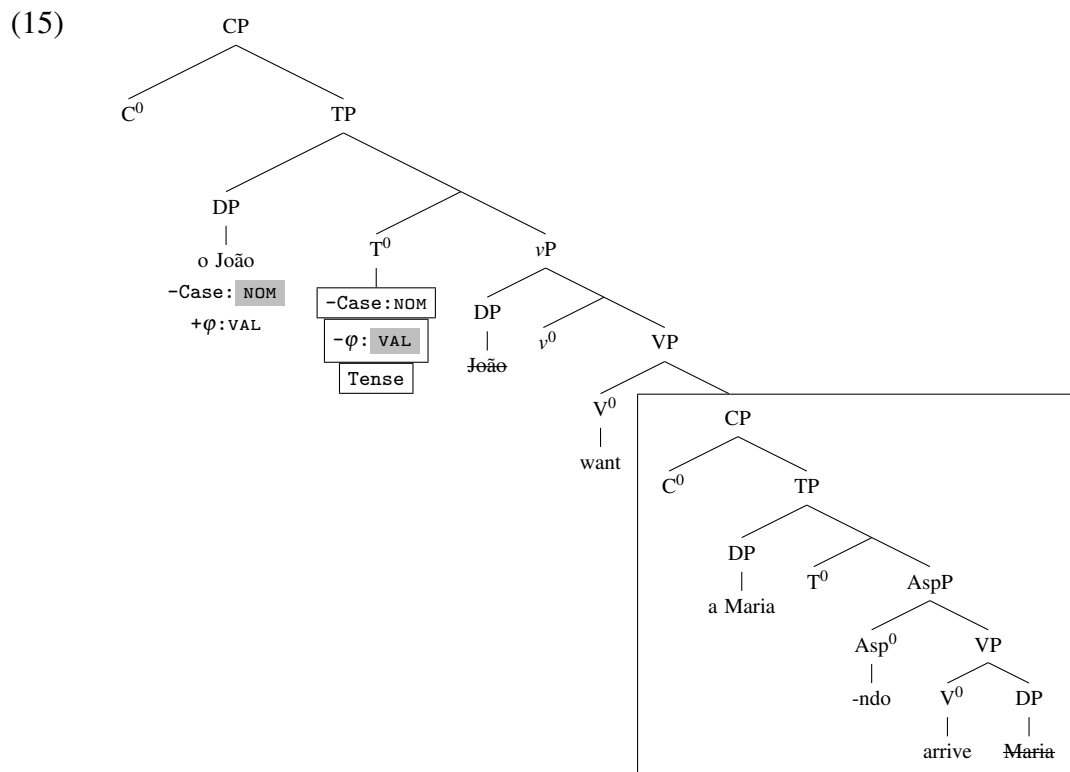 (15)
CP
C⁰ TP
DP
T⁰ vP
o João
-Case: NOM
+φ:VAL
-Case:NOM
-φ: VAL
Tense
DP
v⁰ VP
João
V⁰ CP
want
C⁰ TP
DP
T⁰ AspP
a Maria
Asp⁰ VP
-ndo
V⁰ DP
arrive Maria